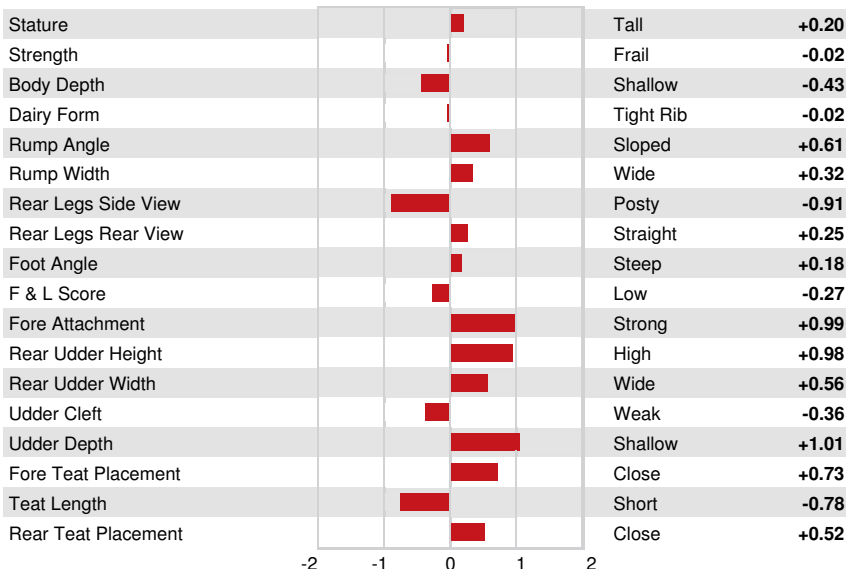 Stature Tall +0.20
Strength Frail -0.02
Body Depth Shallow -0.43
Dairy Form Tight Rib -0.02
Rump Angle Sloped +0.61
Rump Width Wide +0.32
Rear Legs Side View Posty -0.91
Rear Legs Rear View Straight +0.25
Foot Angle Steep +0.18
F & L Score Low -0.27
Fore Attachment Strong +0.99
Rear Udder Height High +0.98
Rear Udder Width Wide +0.56
Udder Cleft Weak -0.36
Udder Depth Shallow +1.01
Fore Teat Placement Close +0.73
Teat Length Short -0.78
Rear Teat Placement Close +0.52
-2 -1 0 1 2